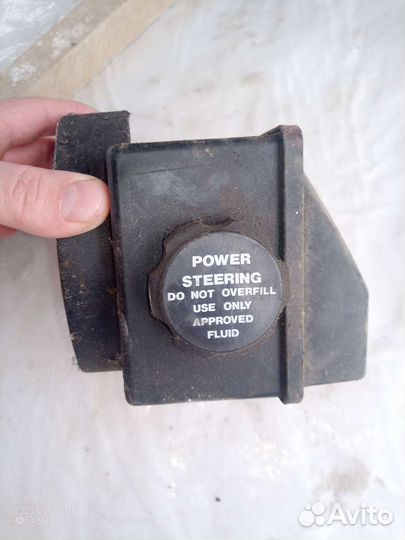 POWER
STEERING
DO NOT OVERFILL
USE ONLY
APPROVED
FLUID
Avito